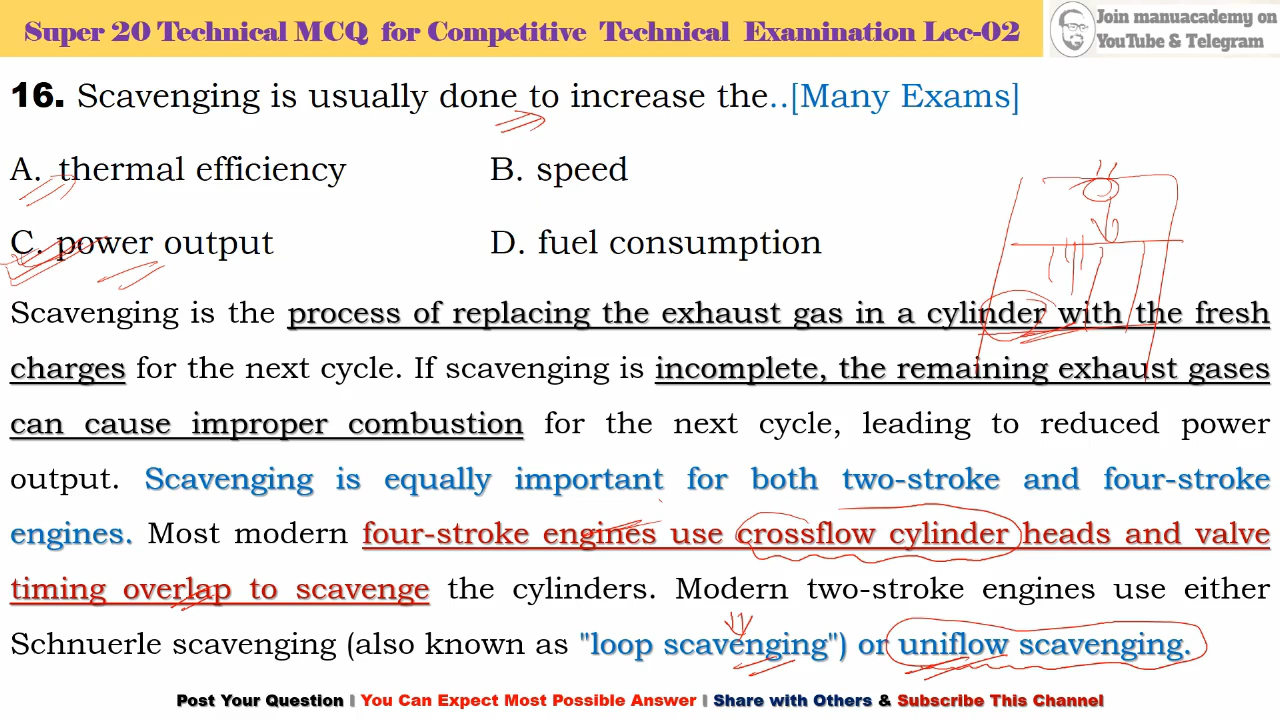 Super 20 Technical MCQ for Competitive Technical Examination Lec-02
Join manuacademy on
YouTube & Telegram
16. Scavenging is usually done to increase the..[Many Exams]
A. thermal efficiency B. speed
C. power output D. fuel consumption
Scavenging is the process of replacing the exhaust gas in a cylinder with the fresh
charges for the next cycle. If scavenging is incomplete, the remaining exhaust gases
can cause improper combustion for the next cycle, leading to reduced power
output. Scavenging is equally important for both two-stroke and four-stroke
engines. Most modern four-stroke engines use crossflow cylinder heads and valve
timing overlap to scavenge the cylinders. Modern two-stroke engines use either
Schnuerle scavenging (also known as "loop scavenging") or uniflow scavenging.
Post Your Question | You Can Expect Most Possible Answer | Share with Others & Subscribe This Channel